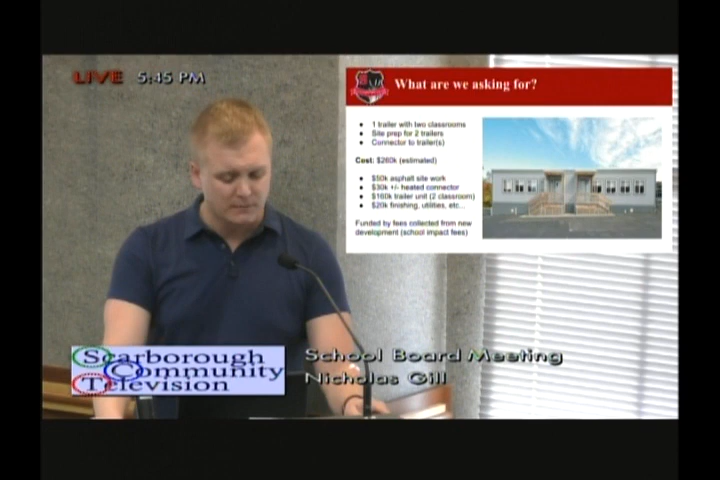 LIVE 5:45 PM
What are we asking for?
1 trailer with two classrooms
Site prep for 2 trailers
Connector to trailer(s)
Cost: $260k (estimated)
$50k asphalt site work
$30k +/- heated connector
$160k trailer unit (2 classroom)
$20k finishing, utilities, etc...
Funded by fees collected from new
development (school impact fees)
Scarborough
Community
Television
School Board Meeting
Nicholas Gill